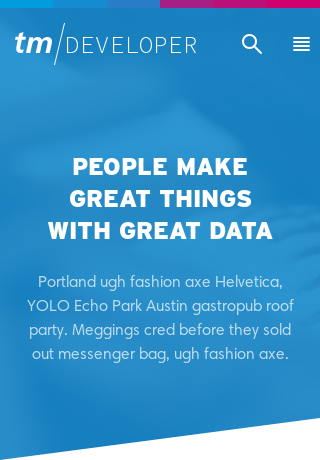 tm/DEVELOPER
PEOPLE MAKE
GREAT THINGS
WITH GREAT DATA
Portland ugh fashion axe Helvetica,
YOLO Echo Park Austin gastropub roof
party. Meggings cred before they sold
out messenger bag, ugh fashion axe.